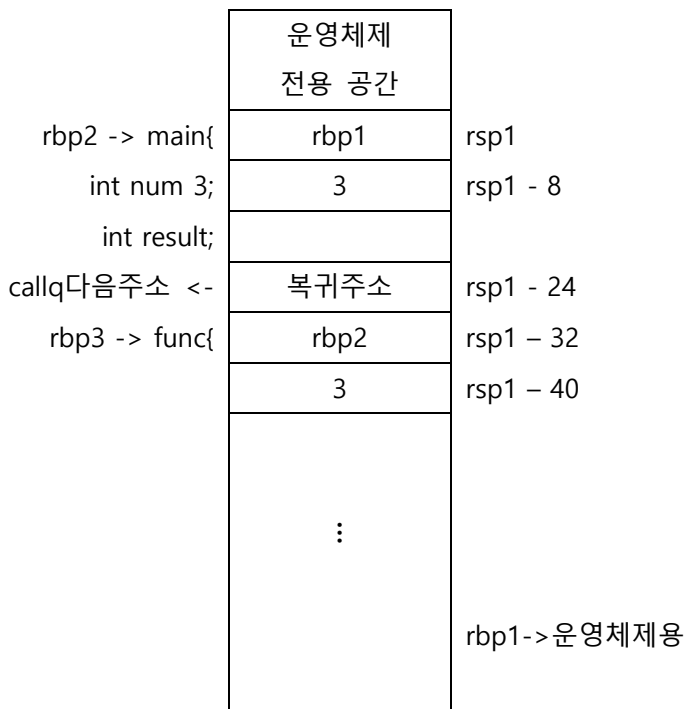 운영체제
전용 공간
rbp2 -> main{ rbp1 rsp1
int num 3; 3 rsp1 - 8
int result;
callq다음주소 <- 복귀주소 rsp1 - 24
rbp3 -> func{ rbp2 rsp1 – 32
3 rsp1 – 40
⋮
rbp1->운영체제용